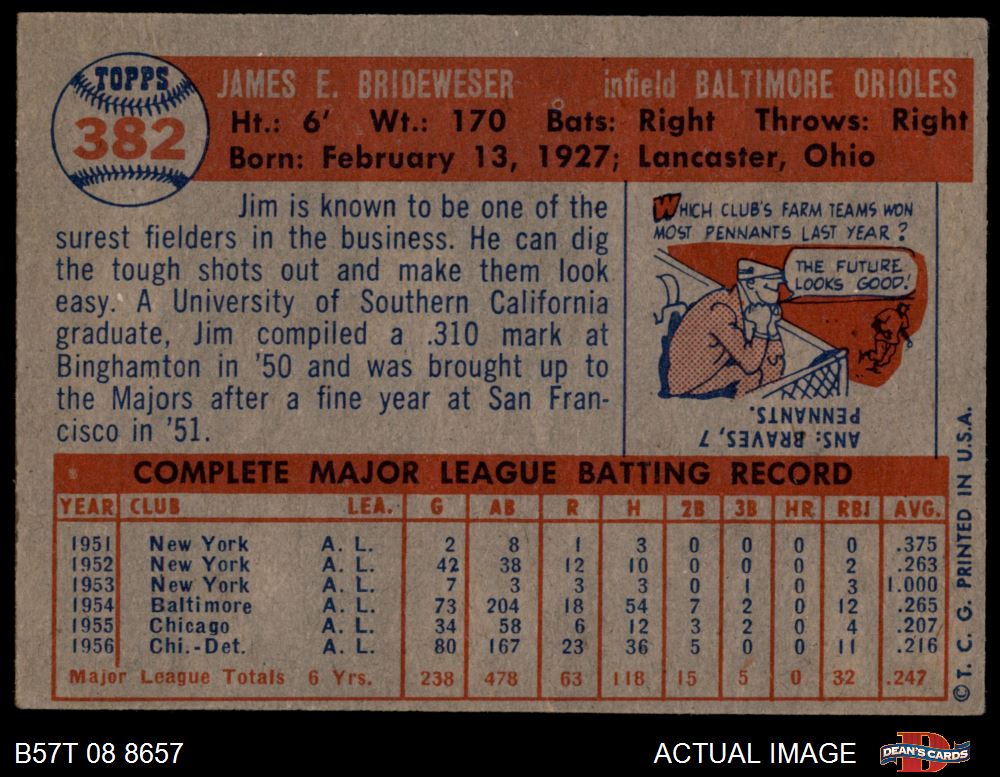 TOPPS
382
JAMES E. BRIDEWESER infield BALTIMORE ORIOLES
Ht.: 6' Wt.: 170 Bats: Right Throws: Right
Born: February 13, 1927; Lancaster, Ohio
Jim is known to be one of the
surest fielders in the business. He can dig
the tough shots out and make them look
easy. A University of Southern California
graduate, Jim compiled a .310 mark at
Binghamton in '50 and was brought up to
the Majors after a fine year at San Fran-
cisco in '51.
WHICH CLUB'S FARM TEAMS WON
MOST PENNANTS LAST YEAR?
THE FUTURE
LOOKS GOOD!
ANS: BRAVES, 7
PENNANTS.
COMPLETE MAJOR LEAGUE BATTING RECORD
YEAR CLUB LEA. G AB R H 2B 3B HR RBI AVG.
1951 New York A. L. 2 8 1 3 0 0 0 0 .375
1952 New York A. L. 42 38 12 10 0 0 0 2 .263
1953 New York A. L. 7 3 3 3 0 1 0 3 1.000
1954 Baltimore A. L. 73 204 18 54 7 2 0 12 .265
1955 Chicago A. L. 34 58 6 12 3 2 0 4 .207
1956 Chi.-Det. A. L. 80 167 23 36 5 0 0 11 .216
Major League Totals 6 Yrs. 238 478 63 118 15 5 0 32 .247
© T. C. G. PRINTED IN U.S.A.
B57T 08 8657
ACTUAL IMAGE
DEAN'S CARDS